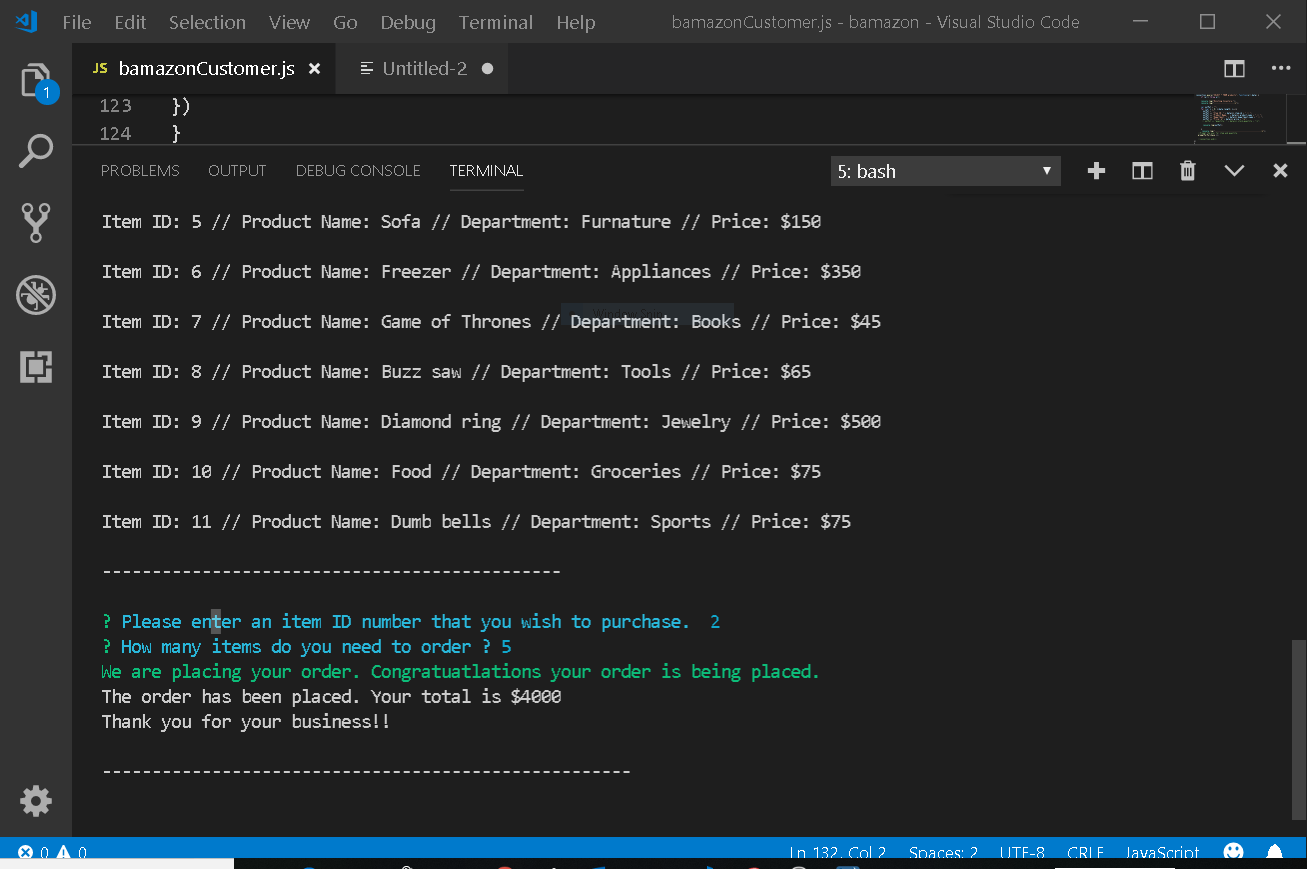 File Edit Selection View Go Debug Terminal Help bamazonCustomer.js - bamazon - Visual Studio Code
JS bamazonCustomer.js Untitled-2
1
123 })
124 }
PROBLEMS OUTPUT DEBUG CONSOLE TERMINAL 5: bash
Item ID: 5 // Product Name: Sofa // Department: Furnature // Price: $150
Item ID: 6 // Product Name: Freezer // Department: Appliances // Price: $350
Item ID: 7 // Product Name: Game of Thrones // Department: Books // Price: $45
Item ID: 8 // Product Name: Buzz saw // Department: Tools // Price: $65
Item ID: 9 // Product Name: Diamond ring // Department: Jewelry // Price: $500
Item ID: 10 // Product Name: Food // Department: Groceries // Price: $75
Item ID: 11 // Product Name: Dumb bells // Department: Sports // Price: $75
----------------------------------------------
? Please enter an item ID number that you wish to purchase. 2
? How many items do you need to order ? 5
We are placing your order. Congratuatlations your order is being placed.
The order has been placed. Your total is $4000
Thank you for your business!!
-----------------------------------------------------
0 0 Ln 132, Col 2 Spaces: 2 UTF-8 CRLF JavaScript